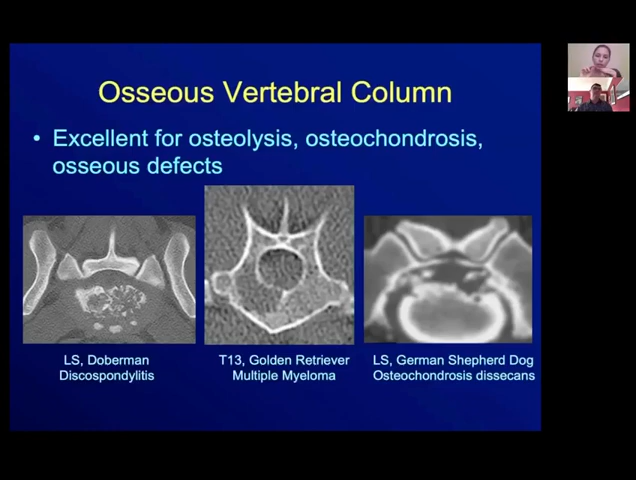 Osseous Vertebral Column
• Excellent for osteolysis, osteochondrosis,
osseous defects
LS, Doberman
Discospondylitis
T13, Golden Retriever
Multiple Myeloma
LS, German Shepherd Dog
Osteochondrosis dissecans